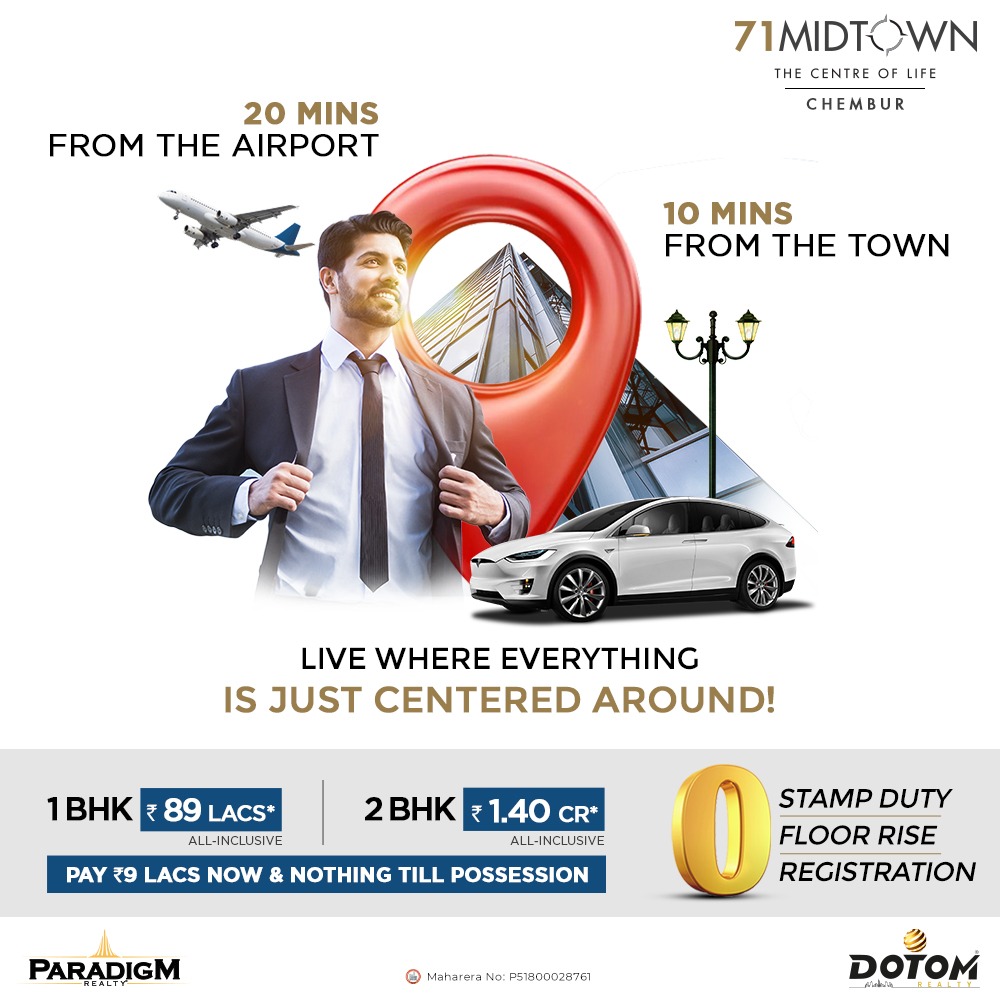 71MIDTOWN
THE CENTRE OF LIFE
CHEMBUR
20 MINS
FROM THE AIRPORT
10 MINS
FROM THE TOWN
LIVE WHERE EVERYTHING
IS JUST CENTERED AROUND!
1 BHK ₹ 89 LACS*
ALL-INCLUSIVE
2 BHK ₹ 1.40 CR*
ALL-INCLUSIVE
PAY ₹9 LACS NOW & NOTHING TILL POSSESSION
0
STAMP DUTY
FLOOR RISE
REGISTRATION
PARADIGM
REALTY
Maharera No: P51800028761
DOTOM
REALTY